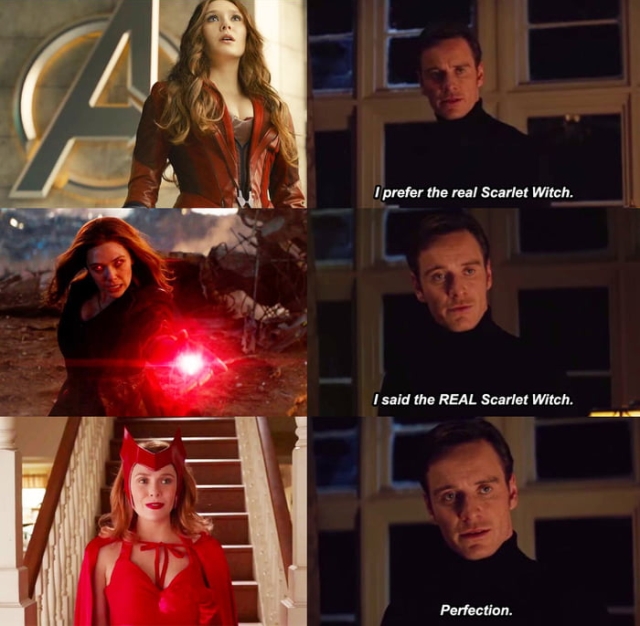 I prefer the real Scarlet Witch.
I said the REAL Scarlet Witch.
Perfection.